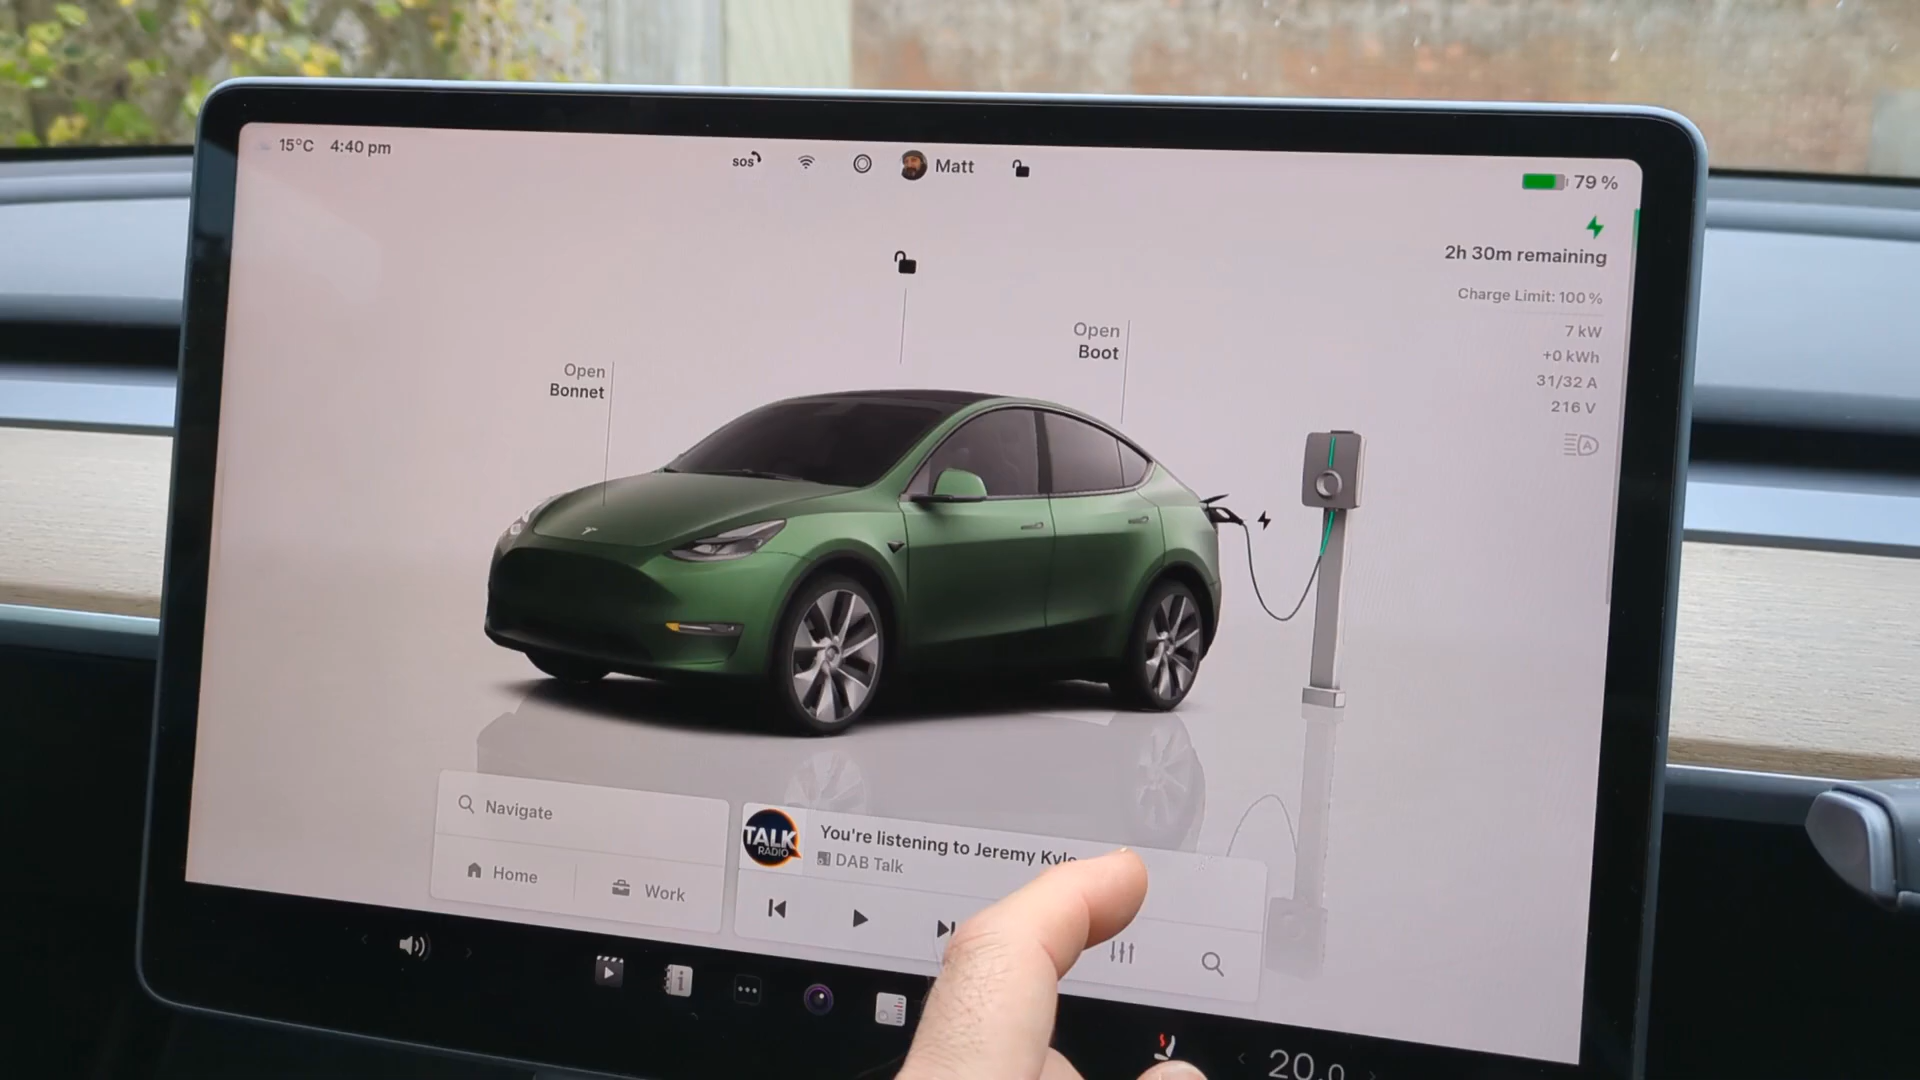 15°C 4:40 pm
SOS
Matt
79 %
2h 30m remaining
Charge Limit: 100 %
7 kW
+0 kWh
31/32 A
216 V
A
Open
Boot
Open
Bonnet
Navigate
Home
Work
TALK
RADIO
You're listening to Jeremy Kyle
DAB Talk
20.0